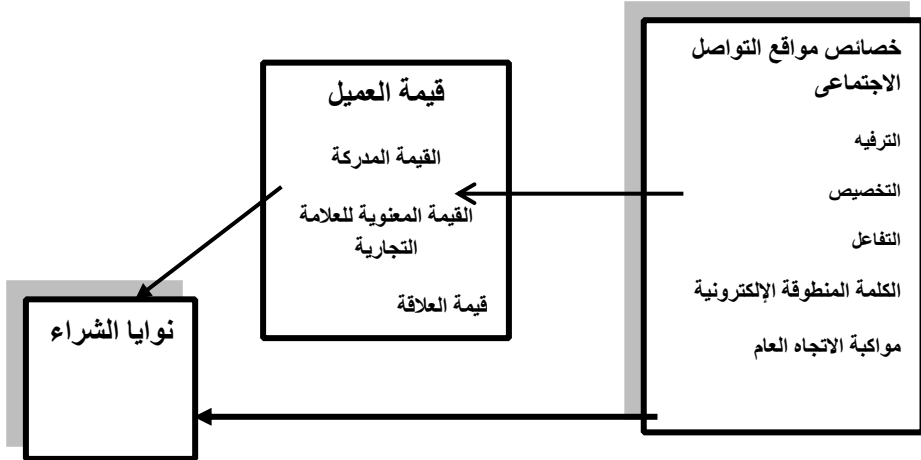 خصائص مواقع التواصل
الاجتماعى
الترفيه
التخصيص
التفاعل
الكلمة المنطوقة الإلكترونية
مواكبة الاتجاه العام
قيمة العميل
القيمة المدركة
القيمة المعنوية للعلامة
التجارية
قيمة العلاقة
نوايا الشراء